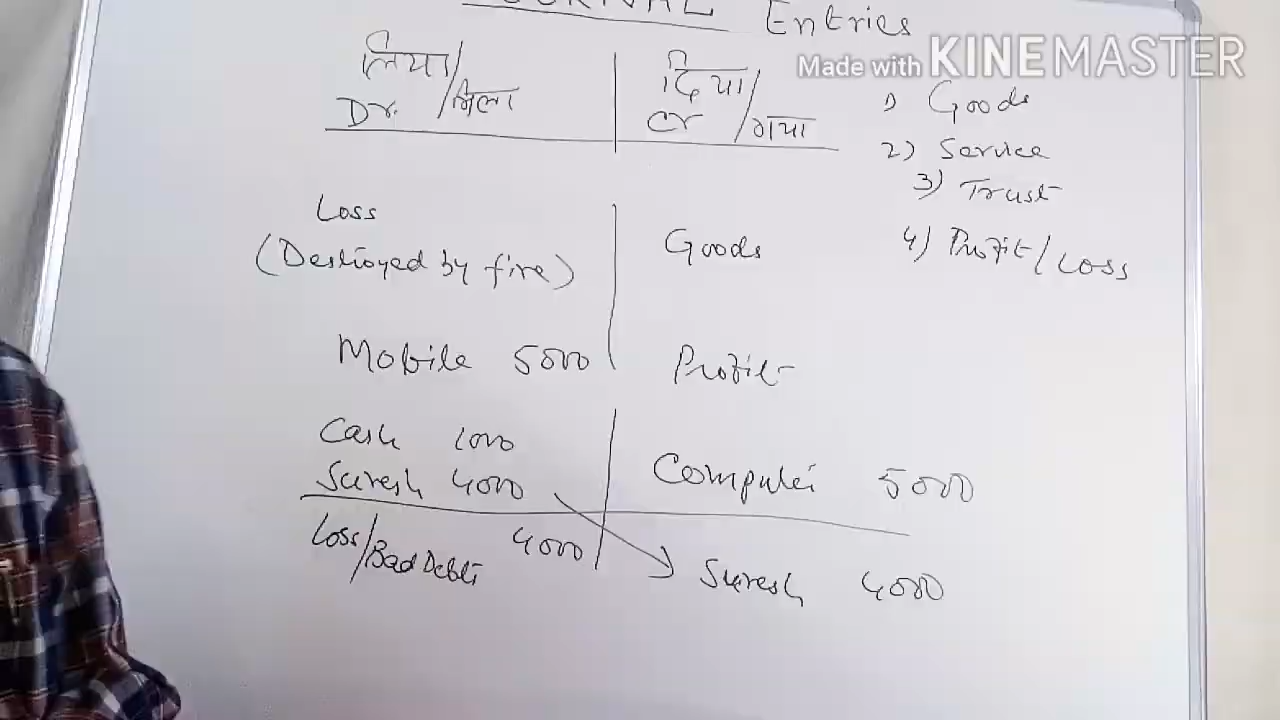 JOURNAL Entries
Made with KINEMASTER
लिया/मिला
Dr.
दिया/गया
Cr
1) Goods
2) Service
3) Trust
4) Profit/Loss
Loss
(Destroyed by fire)
Goods
Mobile 5000
Profit
Cash 1000
Suresh 4000
Computer 5000
Loss/Bad Debts 4000
Suresh 4000